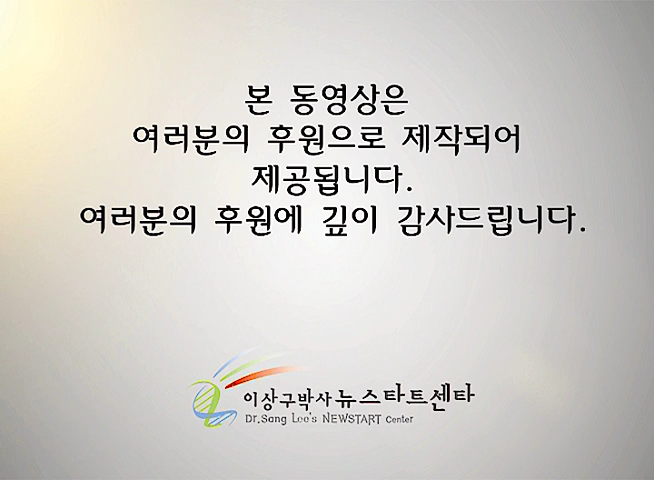 본 동영상은
여러분의 후원으로 제작되어
제공됩니다.
여러분의 후원에 깊이 감사드립니다.
이상구박사 뉴스타트센타
Dr.Sang Lee's NEWSTART Center